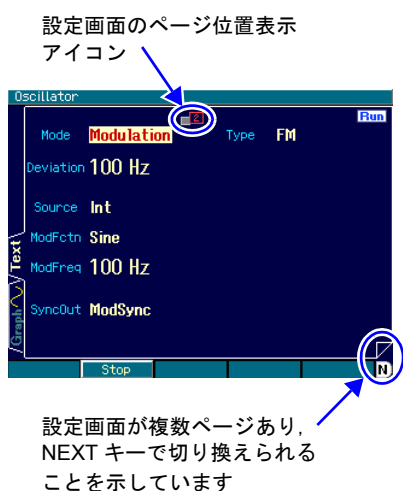 設定画面のページ位置表示
アイコン
Oscillator
2
Run
Mode Modulation Type FM
Deviation 100 Hz
Source Int
ModFctn Sine
ModFreq 100 Hz
SyncOut ModSync
Text
Graph
Stop
N
設定画面が複数ページあり,
NEXT キーで切り換えられる
ことを示しています